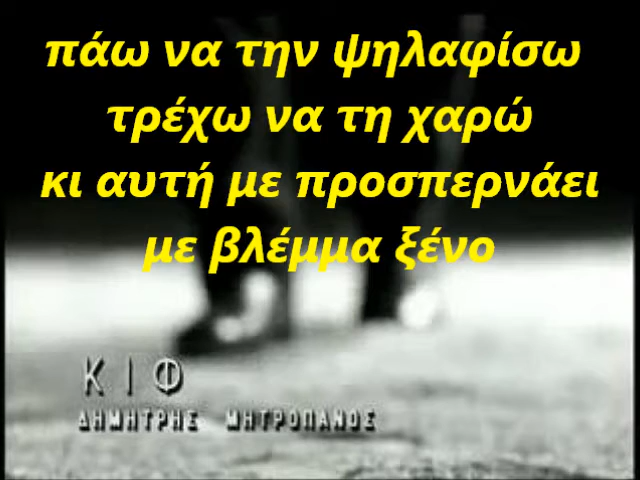 πάω να την ψηλαφίσω
τρέχω να τη χαρώ
κι αυτή με προσπερνάει
με βλέμμα ξένο
ΚΙΦ
ΔΗΜΗΤΡΗΣ ΜΗΤΡΟΠΑΝΟΣ